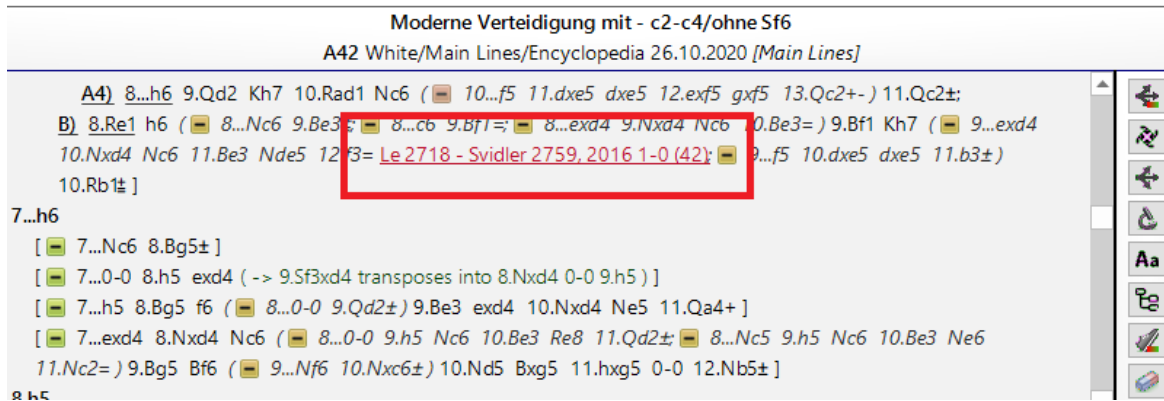 Moderne Verteidigung mit - c2-c4/ohne Sf6
A42 White/Main Lines/Encyclopedia 26.10.2020 [Main Lines]
A4) 8...h6 9.Qd2 Kh7 10.Rad1 Nc6 ( 10...f5 11.dxe5 dxe5 12.exf5 gxf5 13.Qc2+- ) 11.Qc2±;
B) 8.Re1 h6 ( 8...Nc6 9.Be3 8...c6 9.Bf1=; 8...exd4 9.Nxd4 Nc6 10.Be3= ) 9.Bf1 Kh7 ( 9...exd4
10.Nxd4 Nc6 11.Be3 Nde5 12.f3= Le 2718 - Svidler 2759, 2016 1-0 (42); 9...f5 10.dxe5 dxe5 11.b3± )
10.Rb1⩲ ]
7...h6
[ 7...Nc6 8.Bg5± ]
[ 7...0-0 8.h5 exd4 ( -> 9.Sf3xd4 transposes into 8.Nxd4 0-0 9.h5 ) ]
[ 7...h5 8.Bg5 f6 ( 8...0-0 9.Qd2± ) 9.Be3 exd4 10.Nxd4 Ne5 11.Qa4+ ]
[ 7...exd4 8.Nxd4 Nc6 ( 8...0-0 9.h5 Nc6 10.Be3 Re8 11.Qd2⩲; 8...Nc5 9.h5 Nc6 10.Be3 Ne6
11.Nc2= ) 9.Bg5 Bf6 ( 9...Nf6 10.Nxc6± ) 10.Nd5 Bxg5 11.hxg5 0-0 12.Nb5± ]
8.h5
Aa